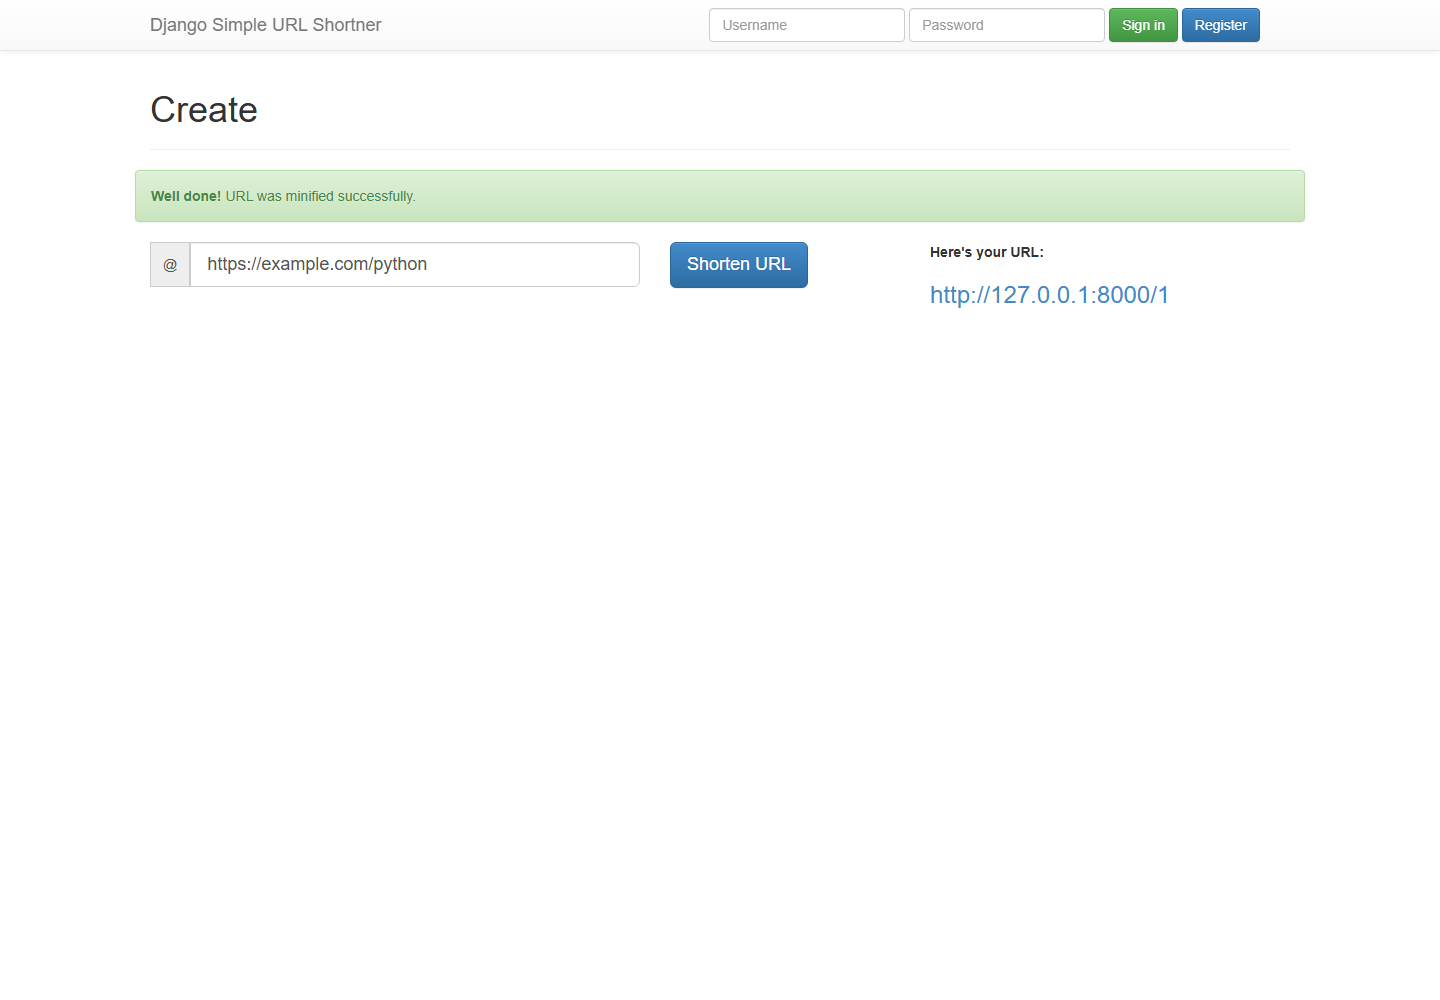 Django Simple URL Shortner
Username
Password
Sign in
Register
Create
Well done! URL was minified successfully.
@
https://example.com/python
Shorten URL
Here's your URL:
http://127.0.0.1:8000/1